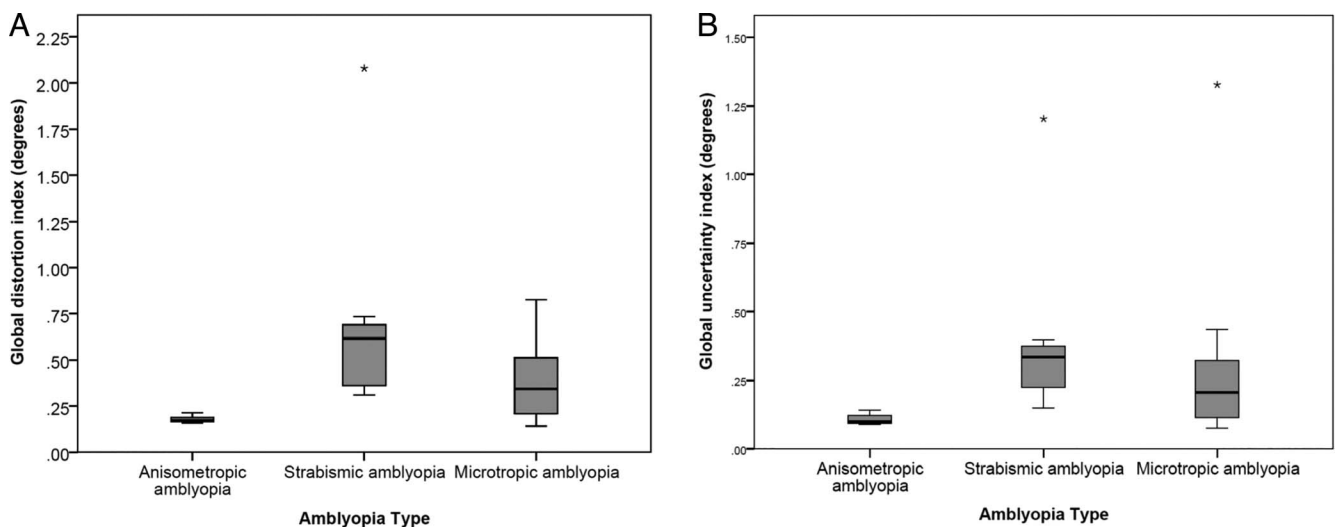 A
Global distortion index (degrees)
2.25
2.00
1.75
1.50
1.25
1.00
.75
.50
.25
.00
*
Anisometropic
amblyopia
Strabismic amblyopia
Microtropic amblyopia
Amblyopia Type
B
Global uncertainty index (degrees)
1.50
1.25
1.00
.75
.50
.25
.00
*
*
Anisometropic
amblyopia
Strabismic amblyopia
Microtropic amblyopia
Amblyopia Type